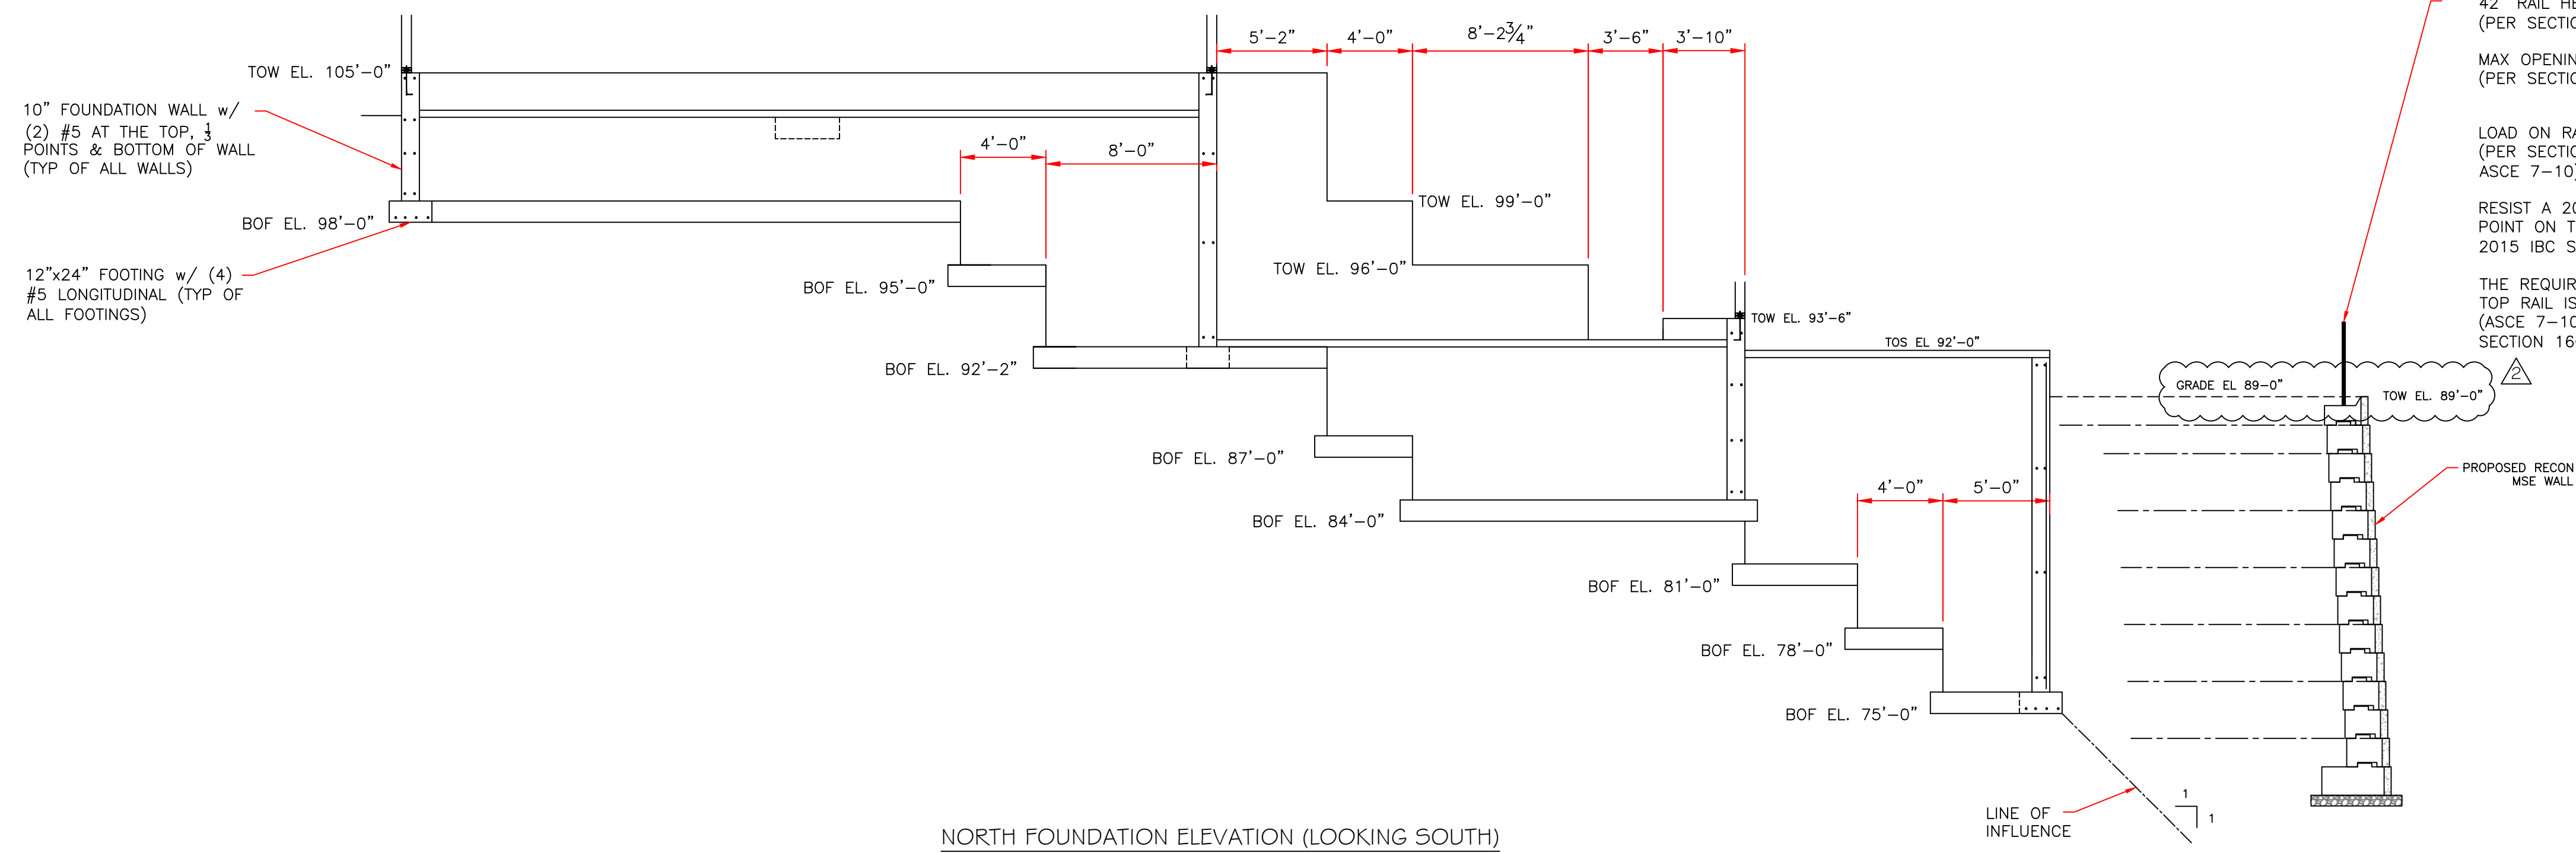 TOW EL. 105'-0"
10" FOUNDATION WALL w/
(2) #5 AT THE TOP, 1/3
POINTS & BOTTOM OF WALL
(TYP OF ALL WALLS)
BOF EL. 98'-0"
12"x24" FOOTING w/ (4)
#5 LONGITUDINAL (TYP OF
ALL FOOTINGS)
4'-0"
8'-0"
BOF EL. 95'-0"
BOF EL. 92'-2"
5'-2"
4'-0"
8'-2 3/4"
3'-6"
3'-10"
TOW EL. 99'-0"
TOW EL. 96'-0"
TOW EL. 93'-6"
TOS EL 92'-0"
BOF EL. 87'-0"
BOF EL. 84'-0"
BOF EL. 81'-0"
BOF EL. 78'-0"
BOF EL. 75'-0"
4'-0"
5'-0"
LINE OF
INFLUENCE
1
1
GRADE EL 89-0"
TOW EL. 89'-0"
2
PROPOSED RECON
MSE WALL
(PER SECTIO
MAX OPENIN
(PER SECTIO
LOAD ON RA
(PER SECTIO
ASCE 7-10)
RESIST A 20
POINT ON T
2015 IBC S
THE REQUIR
TOP RAIL IS
(ASCE 7-10
SECTION 16
NORTH FOUNDATION ELEVATION (LOOKING SOUTH)